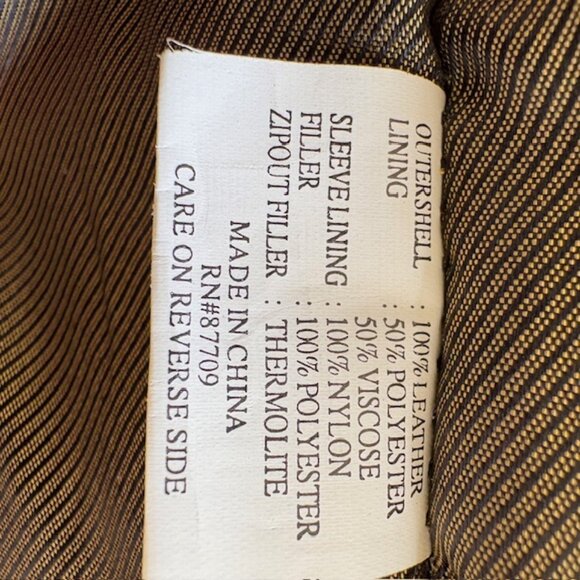 OUTERSHELL : 100% LEATHER
LINING : 50% POLYESTER
50% VISCOSE
SLEEVE LINING : 100% NYLON
FILLER : 100% POLYESTER
ZIPOUT FILLER : THERMOLITE
MADE IN CHINA
RN#87709
CARE ON REVERSE SIDE